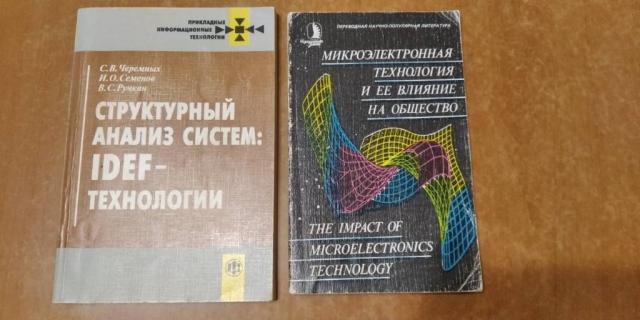 ПРИКЛАДНЫЕ
ИНФОРМАЦИОННЫЕ
ТЕХНОЛОГИИ
С.В. Черемных
И.О. Семенов
В.С. Ручкин
СТРУКТУРНЫЙ
АНАЛИЗ СИСТЕМ:
IDEF-
ТЕХНОЛОГИИ
ПЕРЕВОДНАЯ НАУЧНО-ПОПУЛЯРНАЯ ЛИТЕРАТУРА
МИКРОЭЛЕКТРОННАЯ
ТЕХНОЛОГИЯ
И ЕЕ ВЛИЯНИЕ
НА ОБЩЕСТВО
THE IMPACT OF
MICROELECTRONICS
TECHNOLOGY